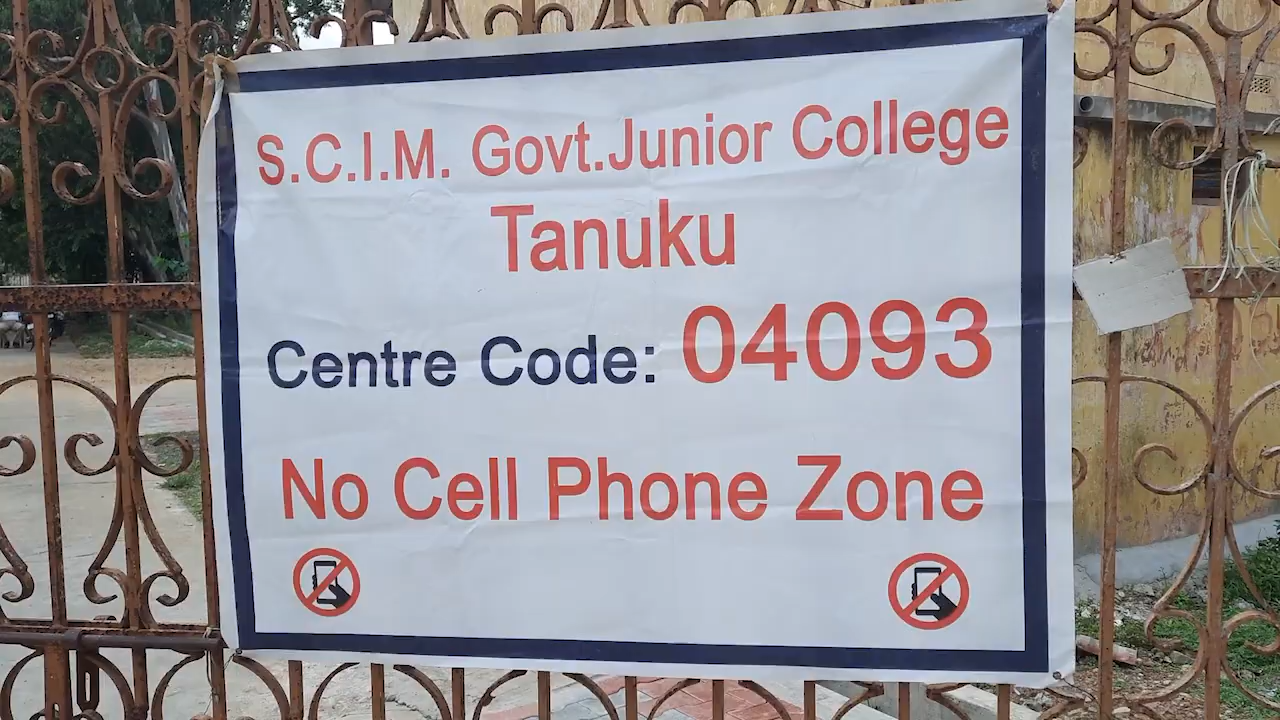 S.C.I.M. Govt.Junior College
Tanuku
Centre Code: 04093
No Cell Phone Zone